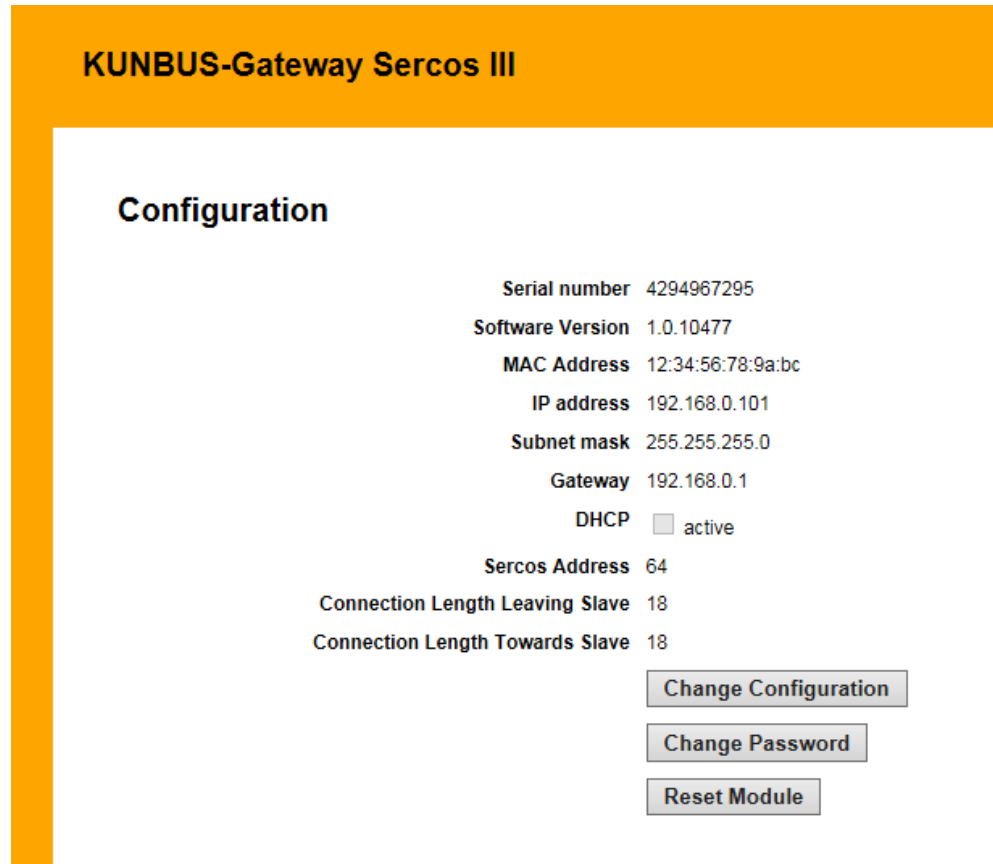 KUNBUS-Gateway Sercos III
Configuration
Serial number 4294967295
Software Version 1.0.10477
MAC Address 12:34:56:78:9a:bc
IP address 192.168.0.101
Subnet mask 255.255.255.0
Gateway 192.168.0.1
DHCP active
Sercos Address 64
Connection Length Leaving Slave 18
Connection Length Towards Slave 18
Change Configuration
Change Password
Reset Module